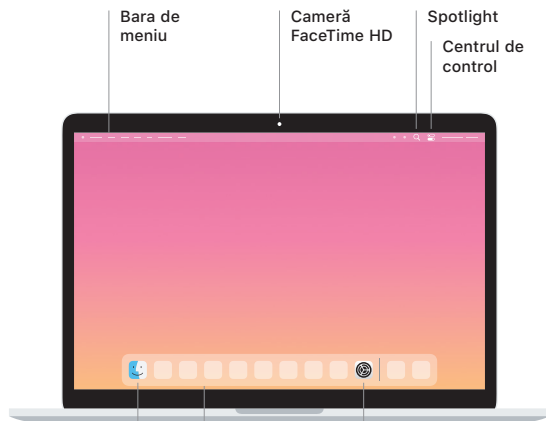 Bara de
meniu
Cameră
FaceTime HD
Spotlight
Centrul de
control